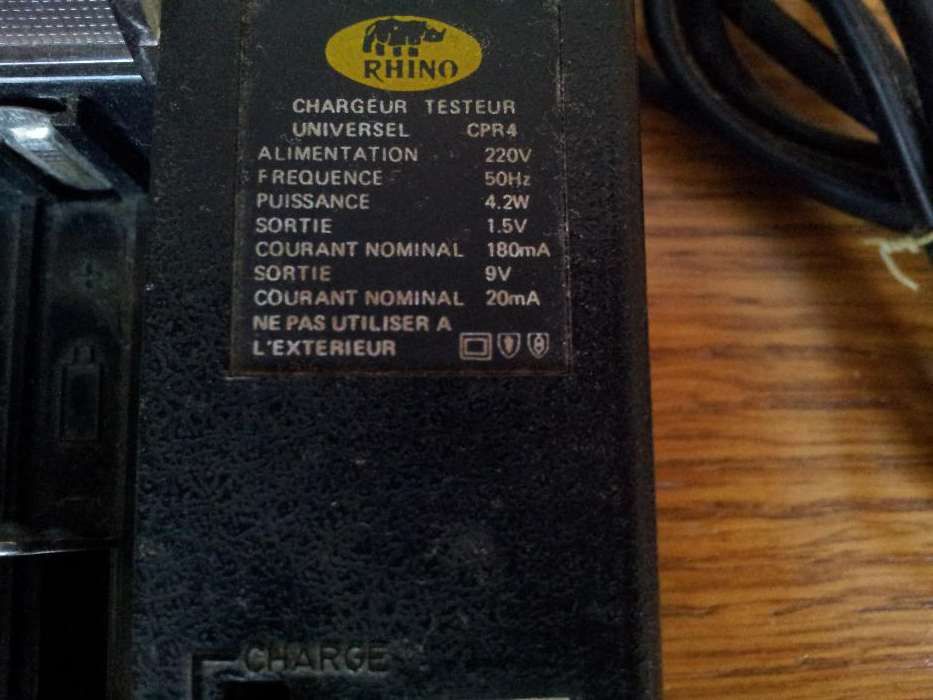 RHINO
CHARGEUR TESTEUR
UNIVERSEL CPR4
ALIMENTATION 220V
FREQUENCE 50Hz
PUISSANCE 4.2W
SORTIE 1.5V
COURANT NOMINAL 180mA
SORTIE 9V
COURANT NOMINAL 20mA
NE PAS UTILISER A
L'EXTERIEUR
CHARGE